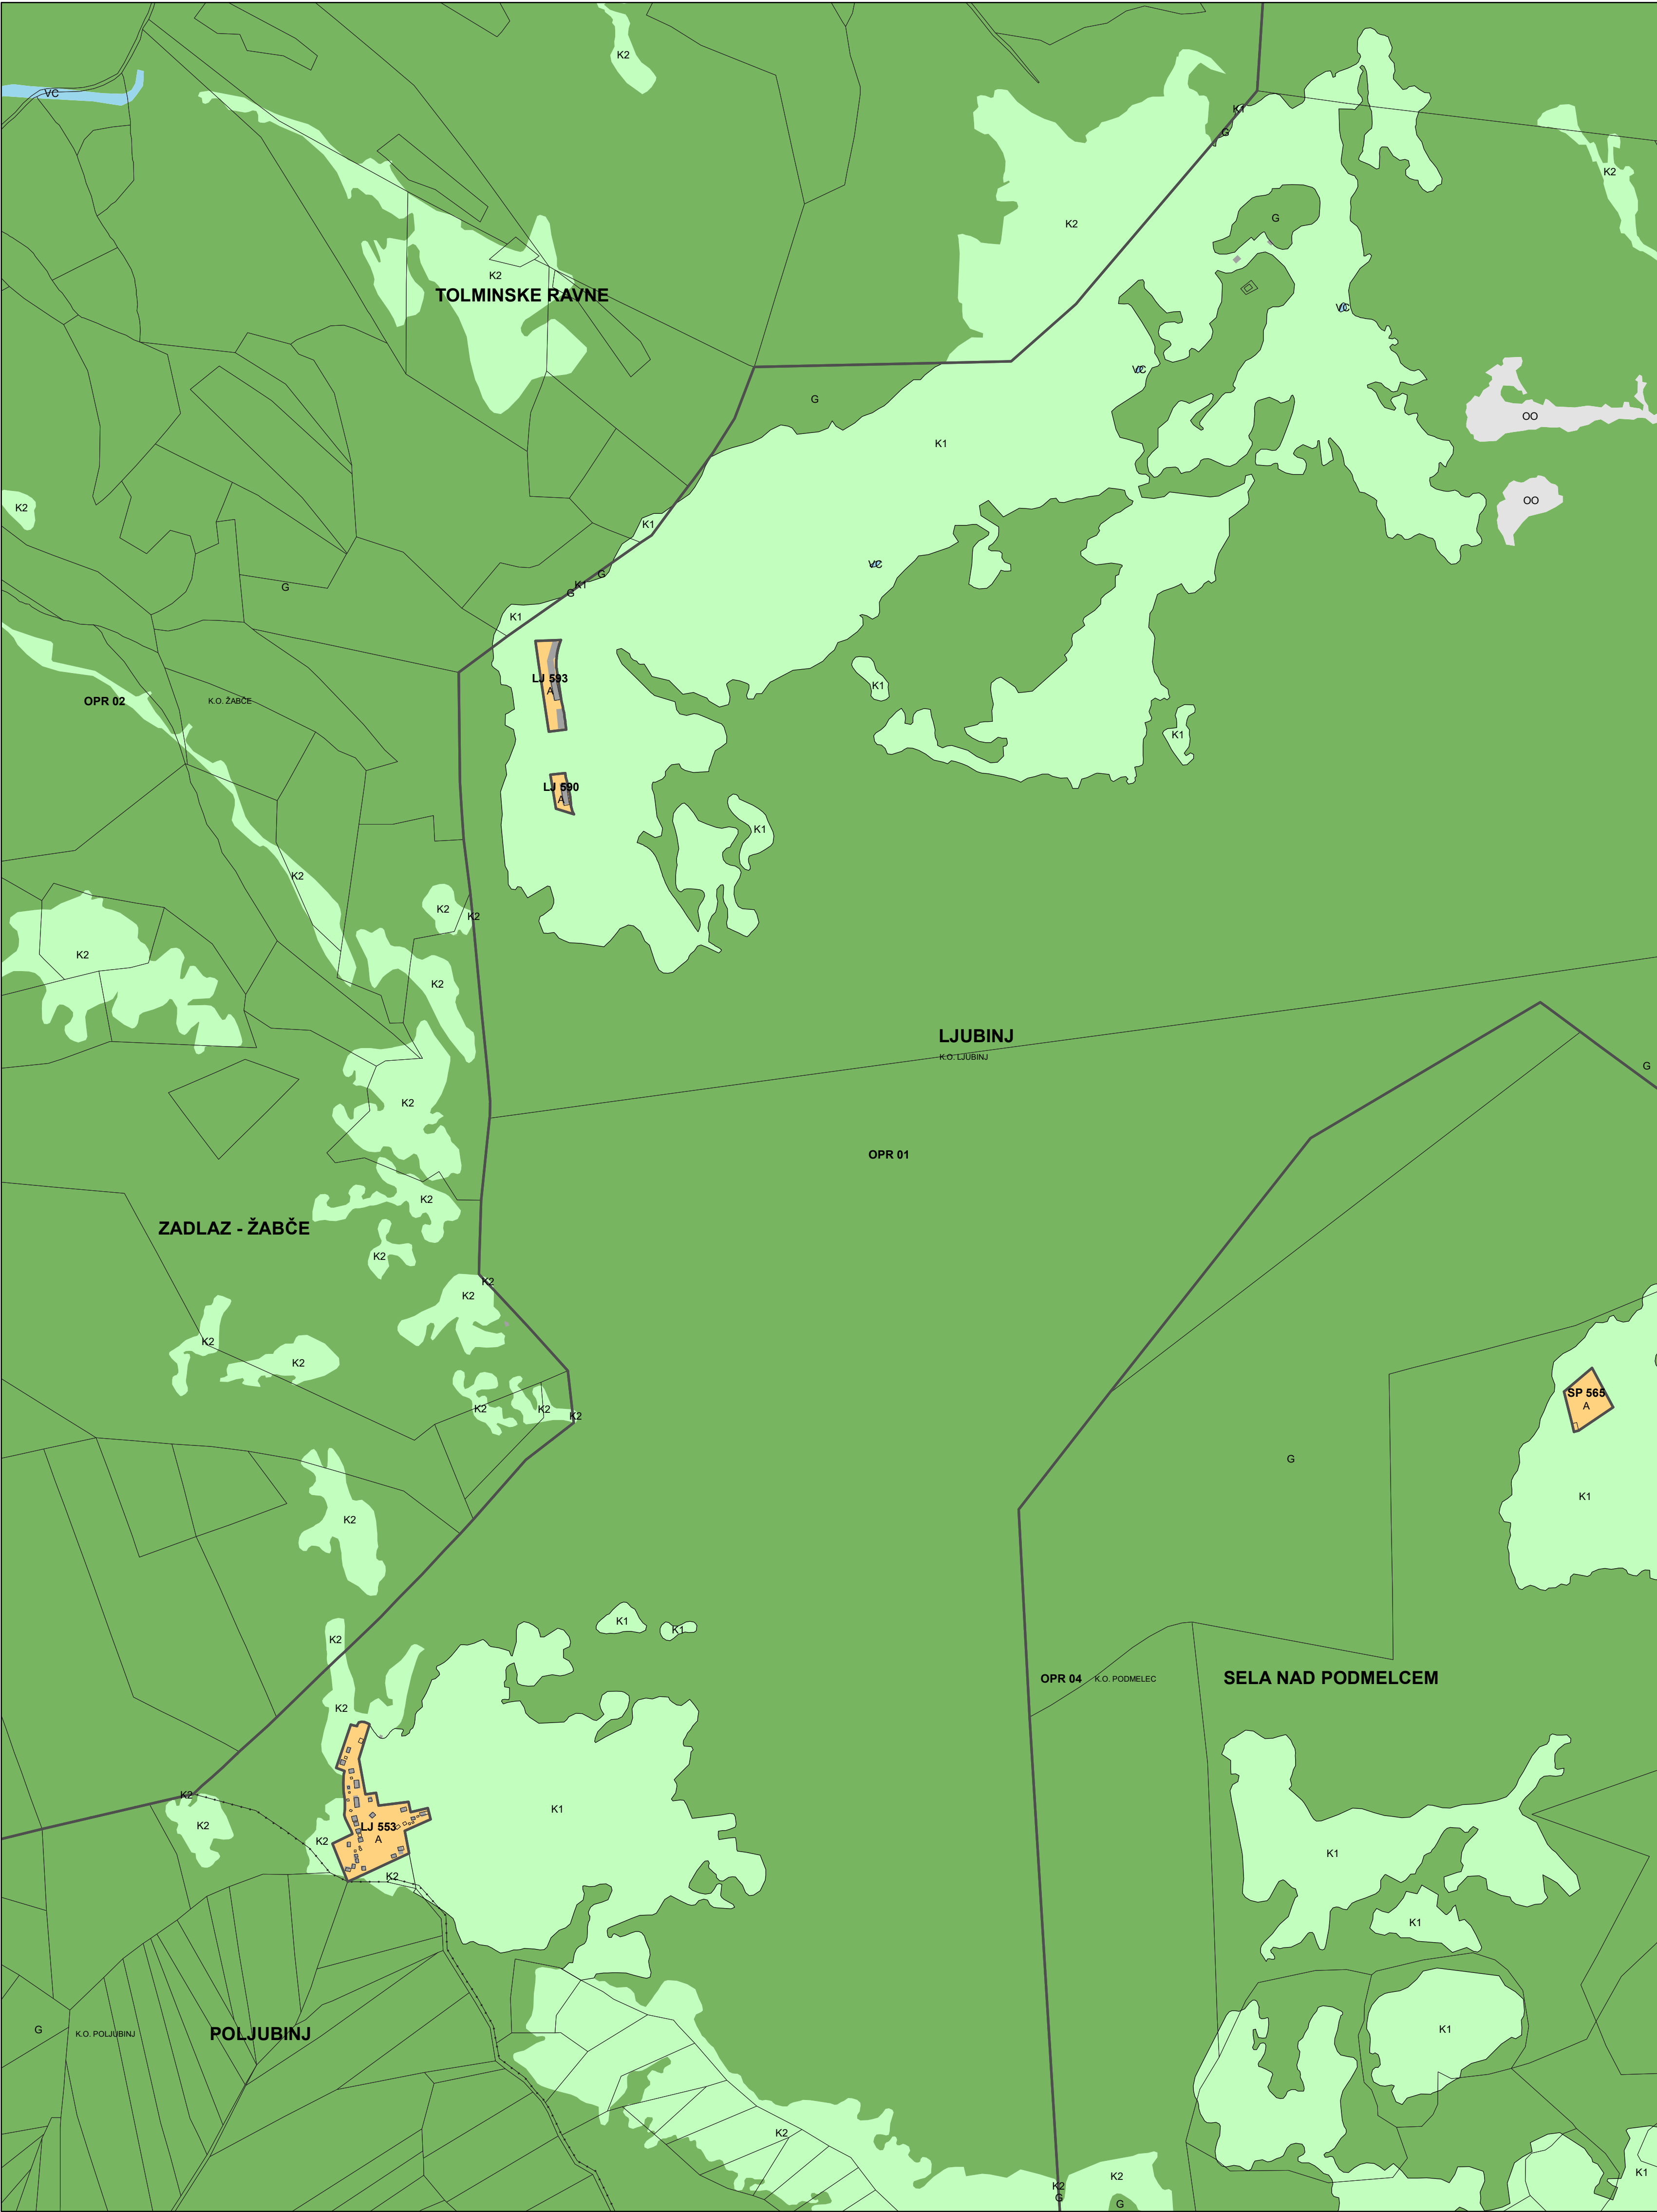 K2
VC
K1
G
K2
K2
G
K2
K2
TOLMINSKE RAVNE
VC
VC
G
OO
K1
OO
K2
K1
VC
G
K1
G
G
K1
LJ 593
A
K1
OPR 02
K.O. ŽABČE
K1
LJ 590
A
K1
K2
K2
K2
K2
K2
LJUBINJ
K.O. LJUBINJ
G
K2
OPR 01
K2
ZADLAZ - ŽABČE
K2
K2
K2
K2
K2
SP 565
A
K2
K2
K2
G
K1
K2
K1
K1
K2
OPR 04
K.O. PODMELEC
SELA NAD PODMELCEM
K2
K2
K1
K2
LJ 553
A
K2
K1
K2
K1
G
K.O. POLJUBINJ
POLJUBINJ
K1
K2
K2
K1
K2
G
G